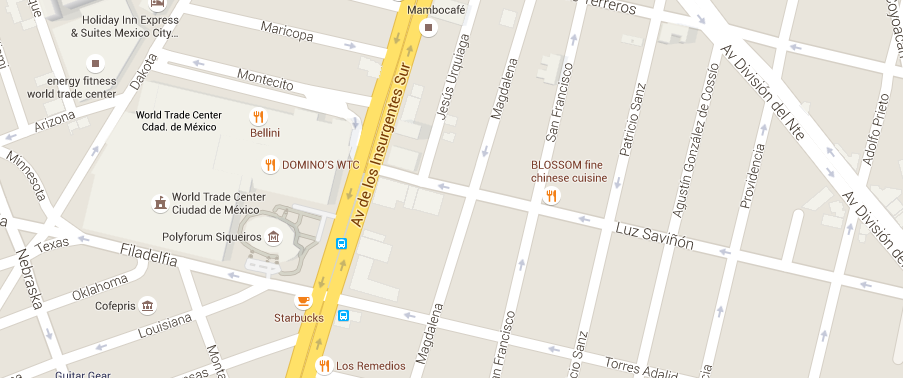 Mambocafé
Holiday Inn Express
& Suites Mexico City...
Maricopa
Dakota
Montecito
energy fitness
world trade center
Arizona
World Trade Center
Cdad. de México
Bellini
DOMINO'S WTC
World Trade Center
Ciudad de México
Polyforum Siqueiros
Minnesota
Texas
Filadelfia
Nebraska
Oklahoma
Cofepris
Louisiana
Starbucks
Los Remedios
Guitar Gear
Av de los Insurgentes Sur
Jesús Urquiaga
Magdalena
San Francisco
Patricio Sanz
Agustín González de Cossio
Providencia
Adolfo Prieto
Av División del Nte
Av División del
BLOSSOM fine
chinese cuisine
Luz Saviñón
Magdalena
San Francisco
Torres Adalid